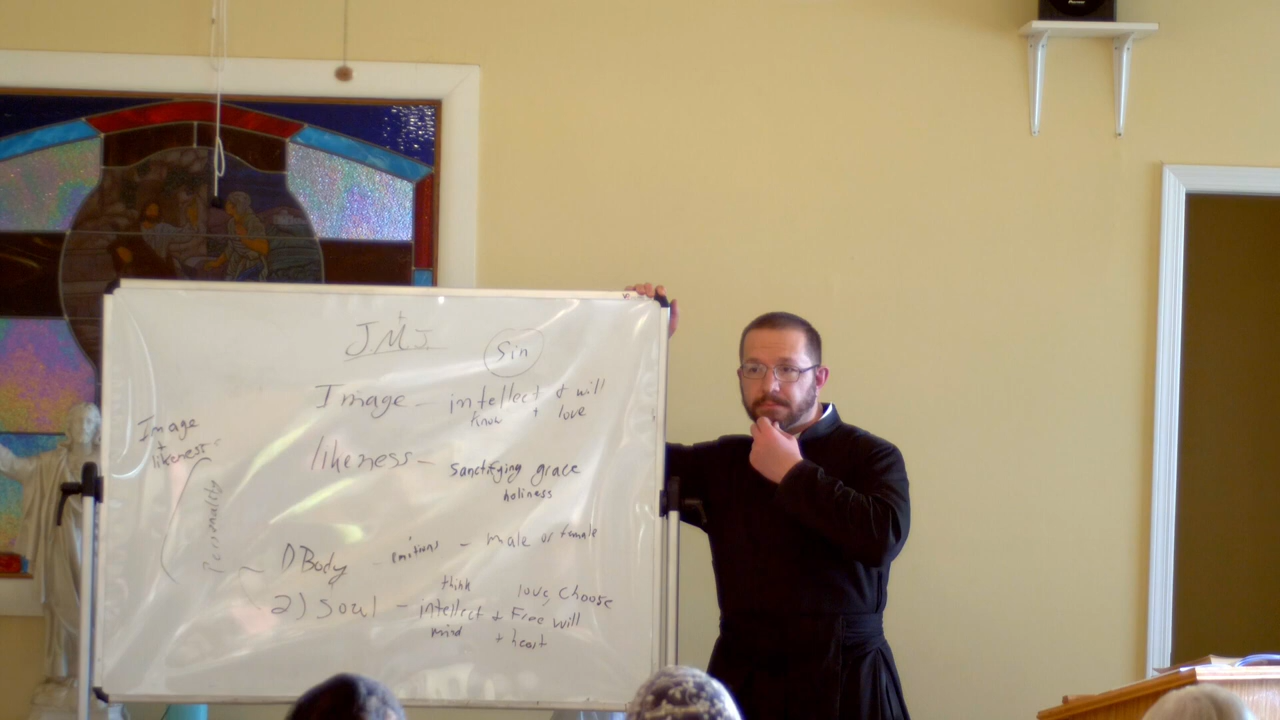 Pioneer
JMJ
Sin
Image - intellect & will
know + love
Image
+
likeness
likeness - sanctifying grace
holiness
Personality
1) Body - emotions - male or female
think love, choose
2) Soul - intellect & Free will
mind + heart